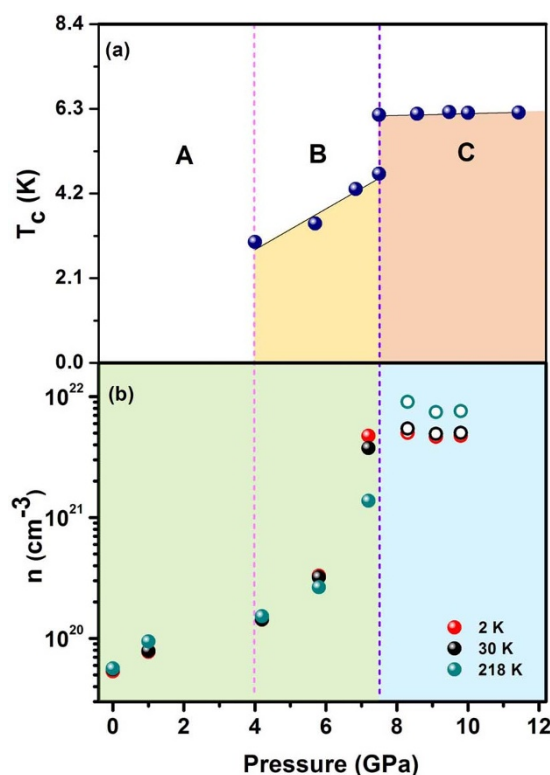 (a)
8.4
6.3
4.2
2.1
0.0
T_c (K)
A
B
C
(b)
10^22
10^21
10^20
n (cm^-3)
2 K
30 K
218 K
0 2 4 6 8 10 12
Pressure (GPa)